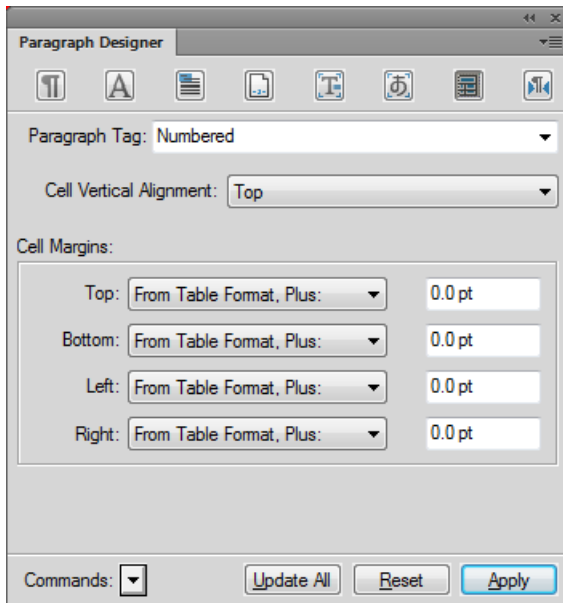 Paragraph Designer
Paragraph Tag: Numbered
Cell Vertical Alignment: Top
Cell Margins:
Top: From Table Format, Plus: 0.0 pt
Bottom: From Table Format, Plus: 0.0 pt
Left: From Table Format, Plus: 0.0 pt
Right: From Table Format, Plus: 0.0 pt
Commands: Update All Reset Apply